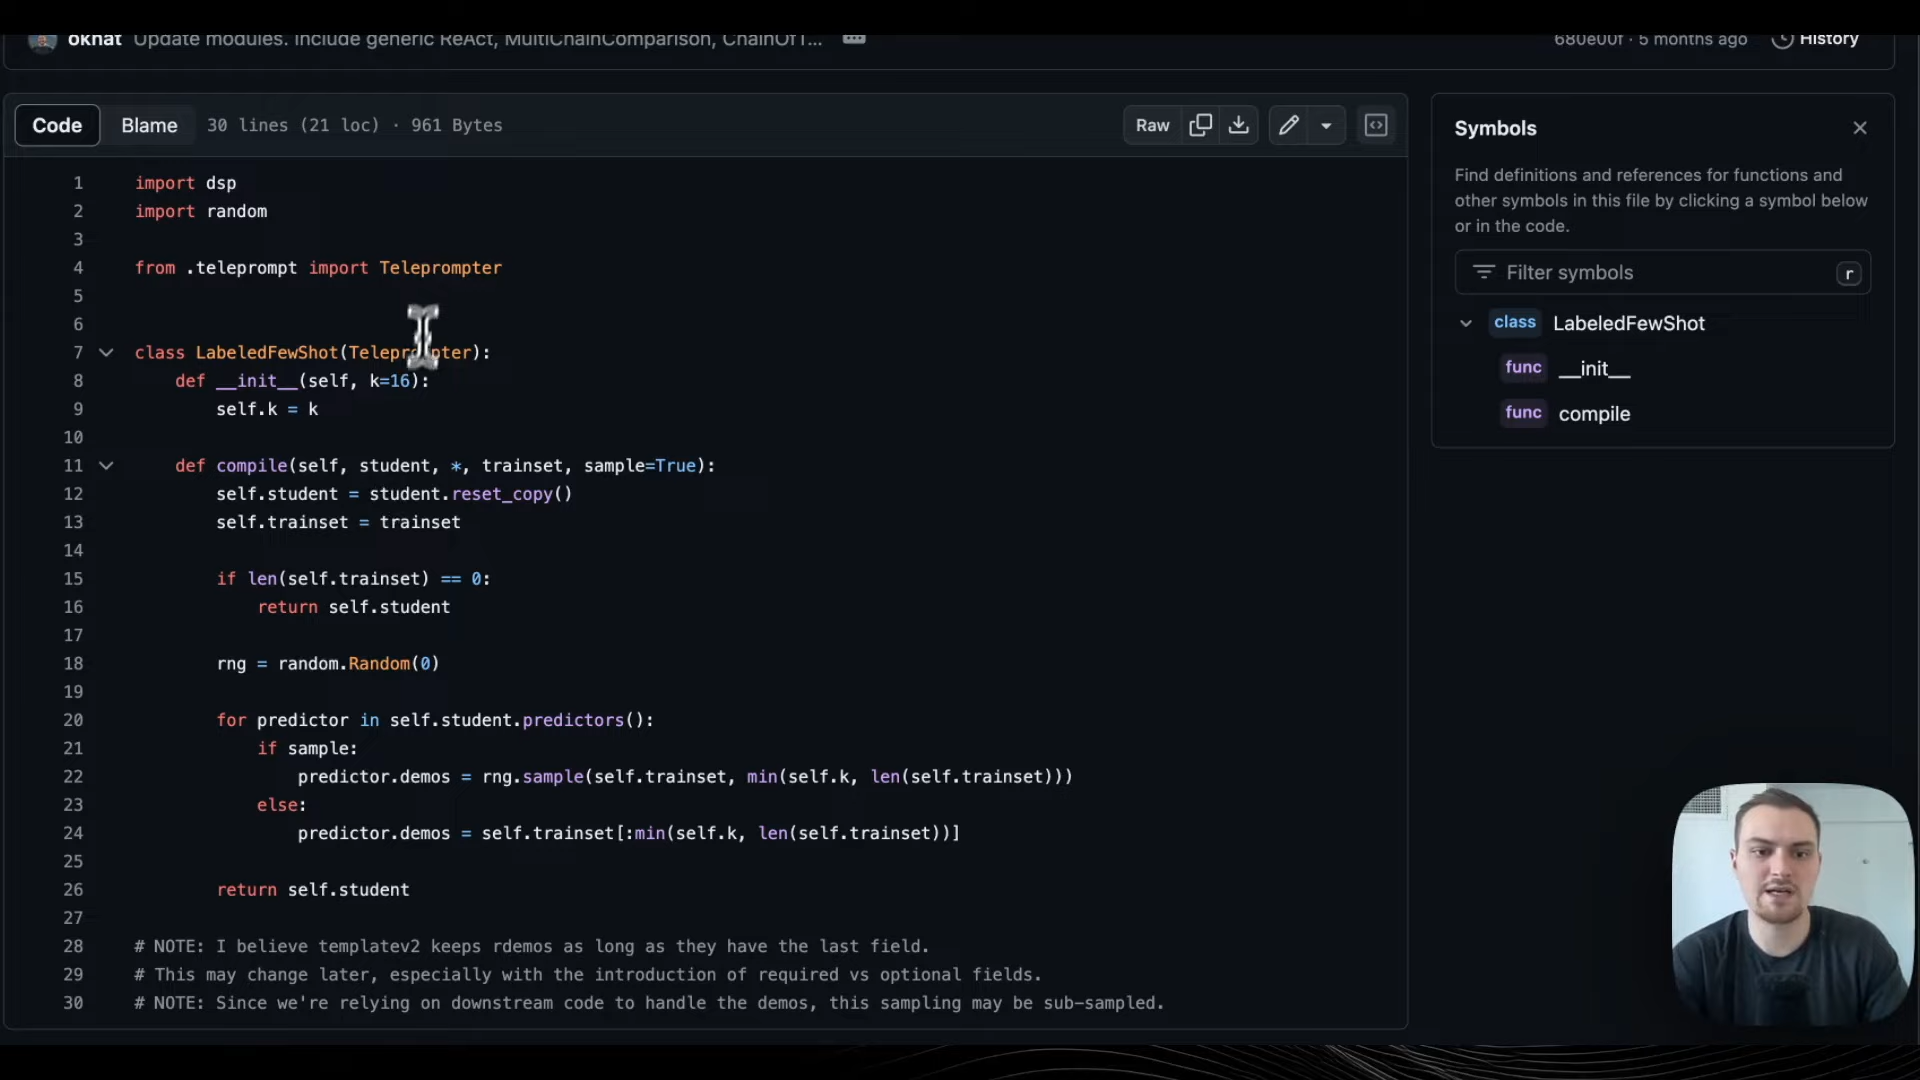 okhat Update modules. Include generic ReAct, MultiChainComparison, ChainOfT...
680e00f · 5 months ago History
Code Blame 30 lines (21 loc) · 961 Bytes
Raw
1 import dsp
2 import random
3
4 from .teleprompt import Teleprompter
5
6
7 class LabeledFewShot(Teleprompter):
8 def __init__(self, k=16):
9 self.k = k
10
11 def compile(self, student, *, trainset, sample=True):
12 self.student = student.reset_copy()
13 self.trainset = trainset
14
15 if len(self.trainset) == 0:
16 return self.student
17
18 rng = random.Random(0)
19
20 for predictor in self.student.predictors():
21 if sample:
22 predictor.demos = rng.sample(self.trainset, min(self.k, len(self.trainset)))
23 else:
24 predictor.demos = self.trainset[:min(self.k, len(self.trainset))]
25
26 return self.student
27
28 # NOTE: I believe templatev2 keeps rdemos as long as they have the last field.
29 # This may change later, especially with the introduction of required vs optional fields.
30 # NOTE: Since we're relying on downstream code to handle the demos, this sampling may be sub-sampled.
Symbols
Find definitions and references for functions and
other symbols in this file by clicking a symbol below
or in the code.
Filter symbols r
class LabeledFewShot
func __init__
func compile